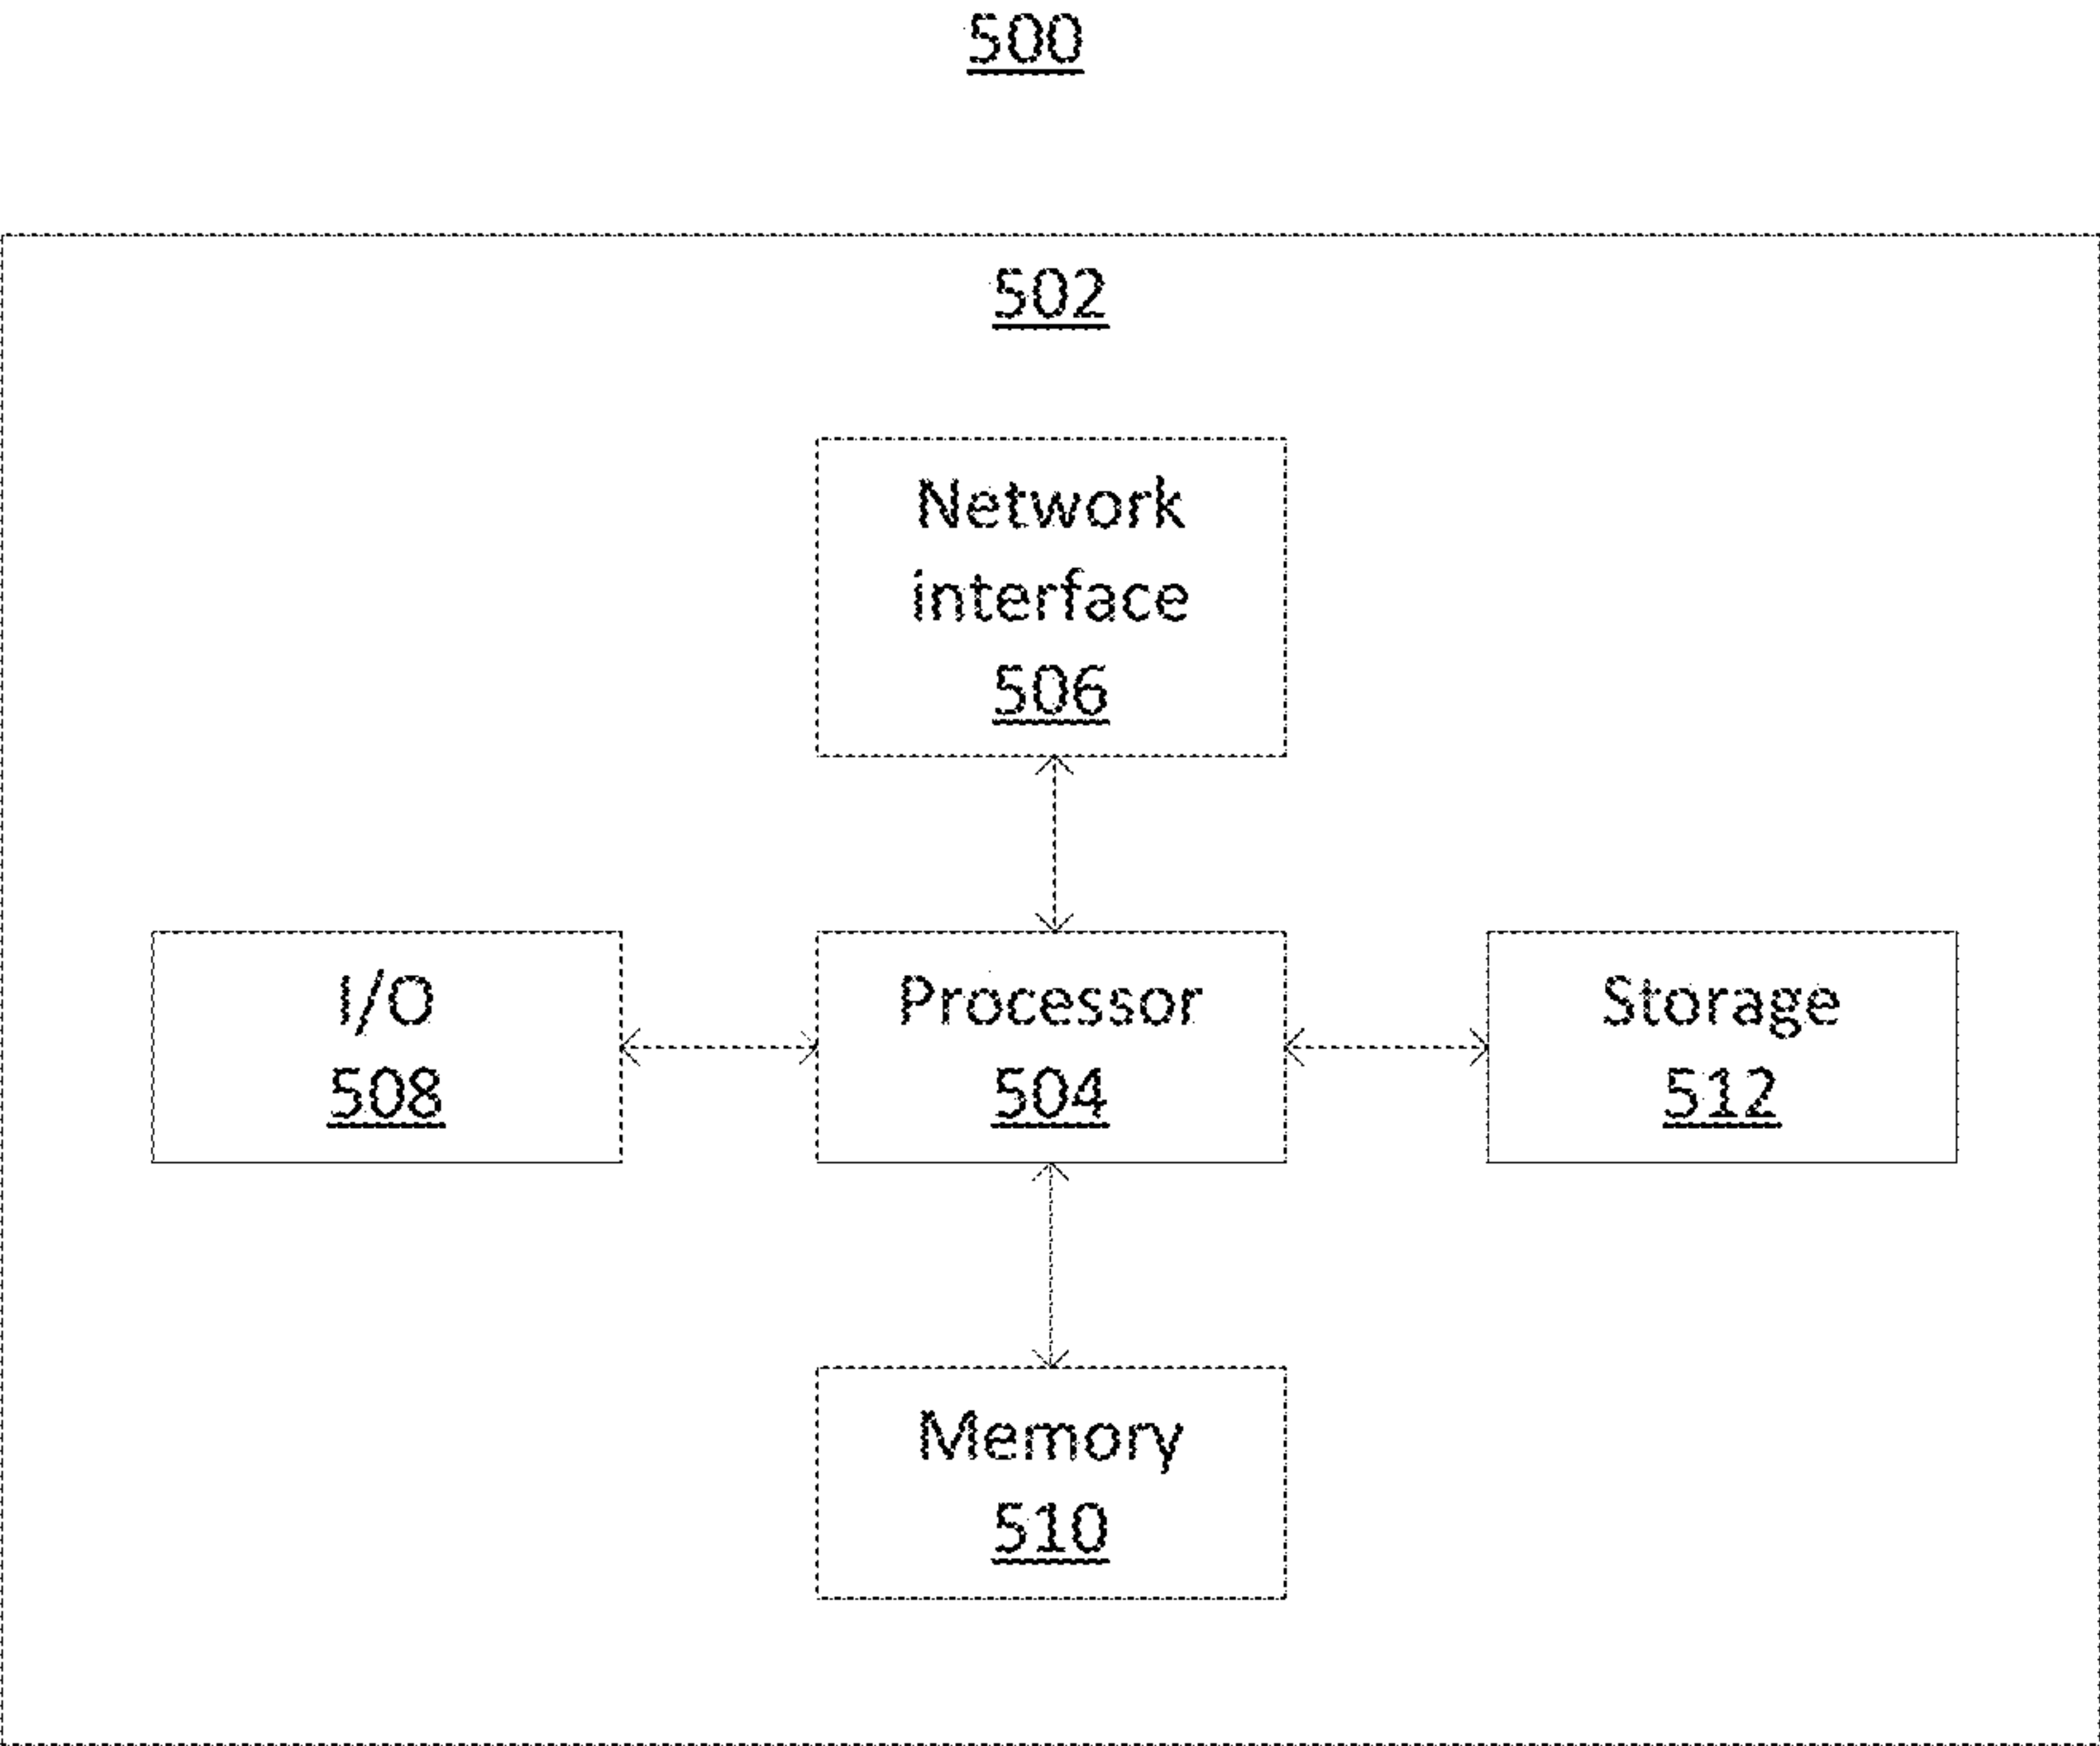 500
502
Network
interface
506
I/O
508
Processor
504
Storage
512
Memory
510